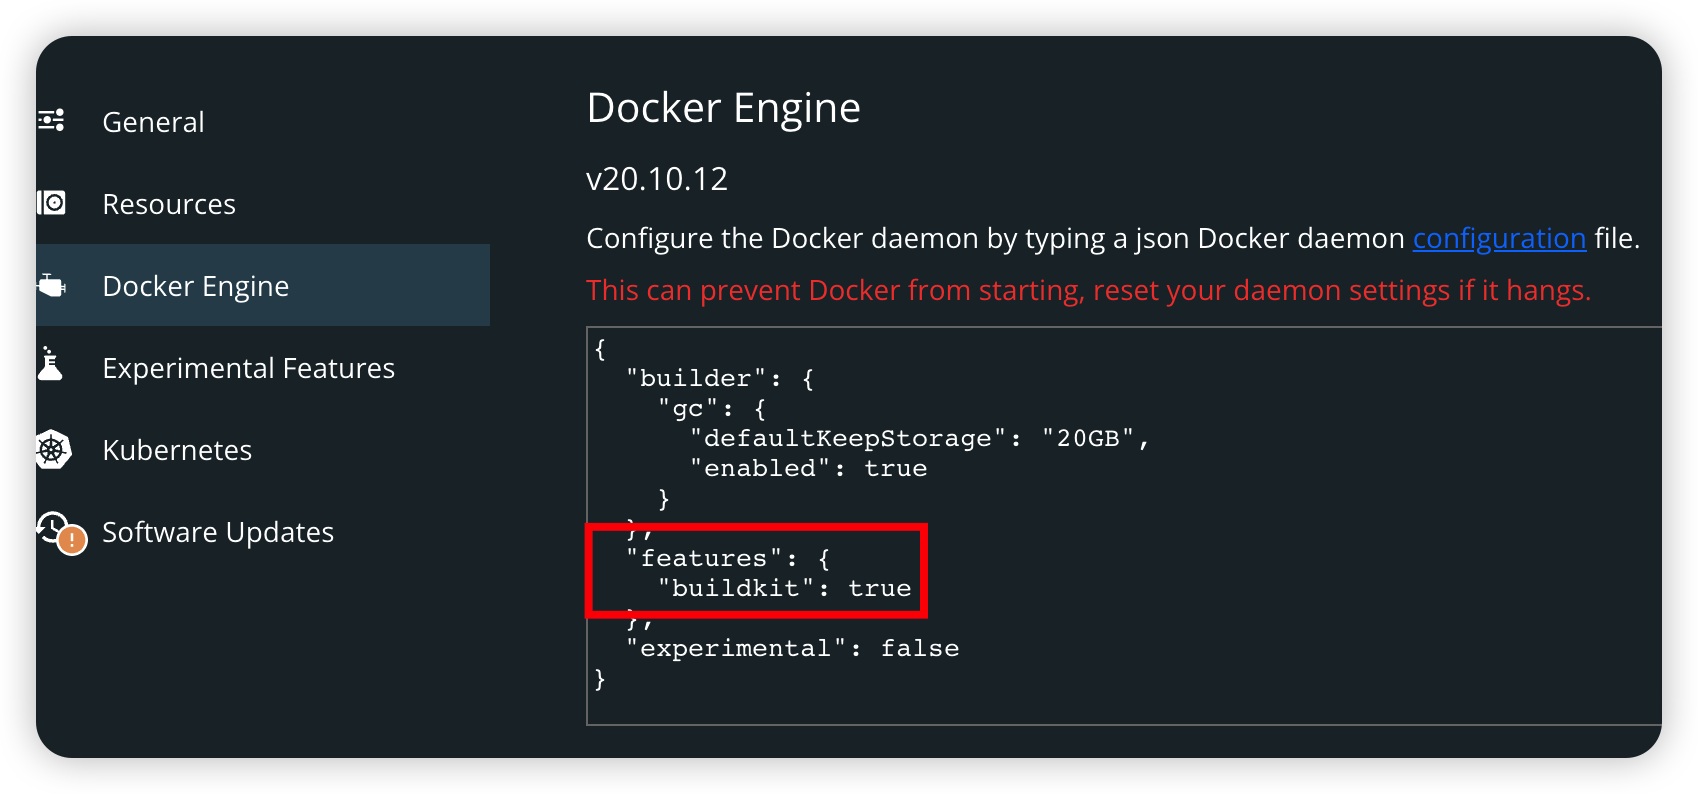 General
Resources
Docker Engine
Experimental Features
Kubernetes
Software Updates
Docker Engine
v20.10.12
Configure the Docker daemon by typing a json Docker daemon configuration file.
This can prevent Docker from starting, reset your daemon settings if it hangs.
{
  "builder": {
    "gc": {
      "defaultKeepStorage": "20GB",
      "enabled": true
    }
  },
  "features": {
    "buildkit": true
  },
  "experimental": false
}